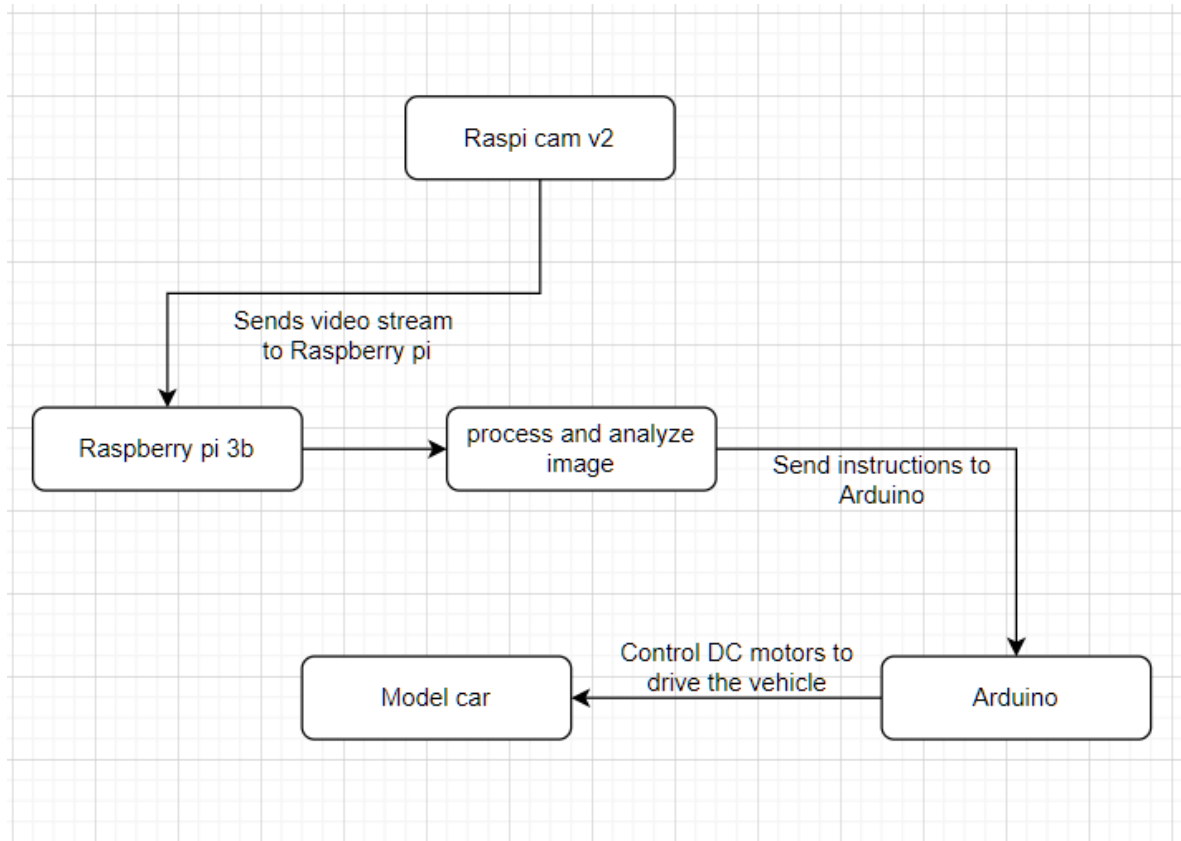 Raspi cam v2
Sends video stream
to Raspberry pi
Raspberry pi 3b
process and analyze
image
Send instructions to
Arduino
Control DC motors to
drive the vehicle
Model car
Arduino